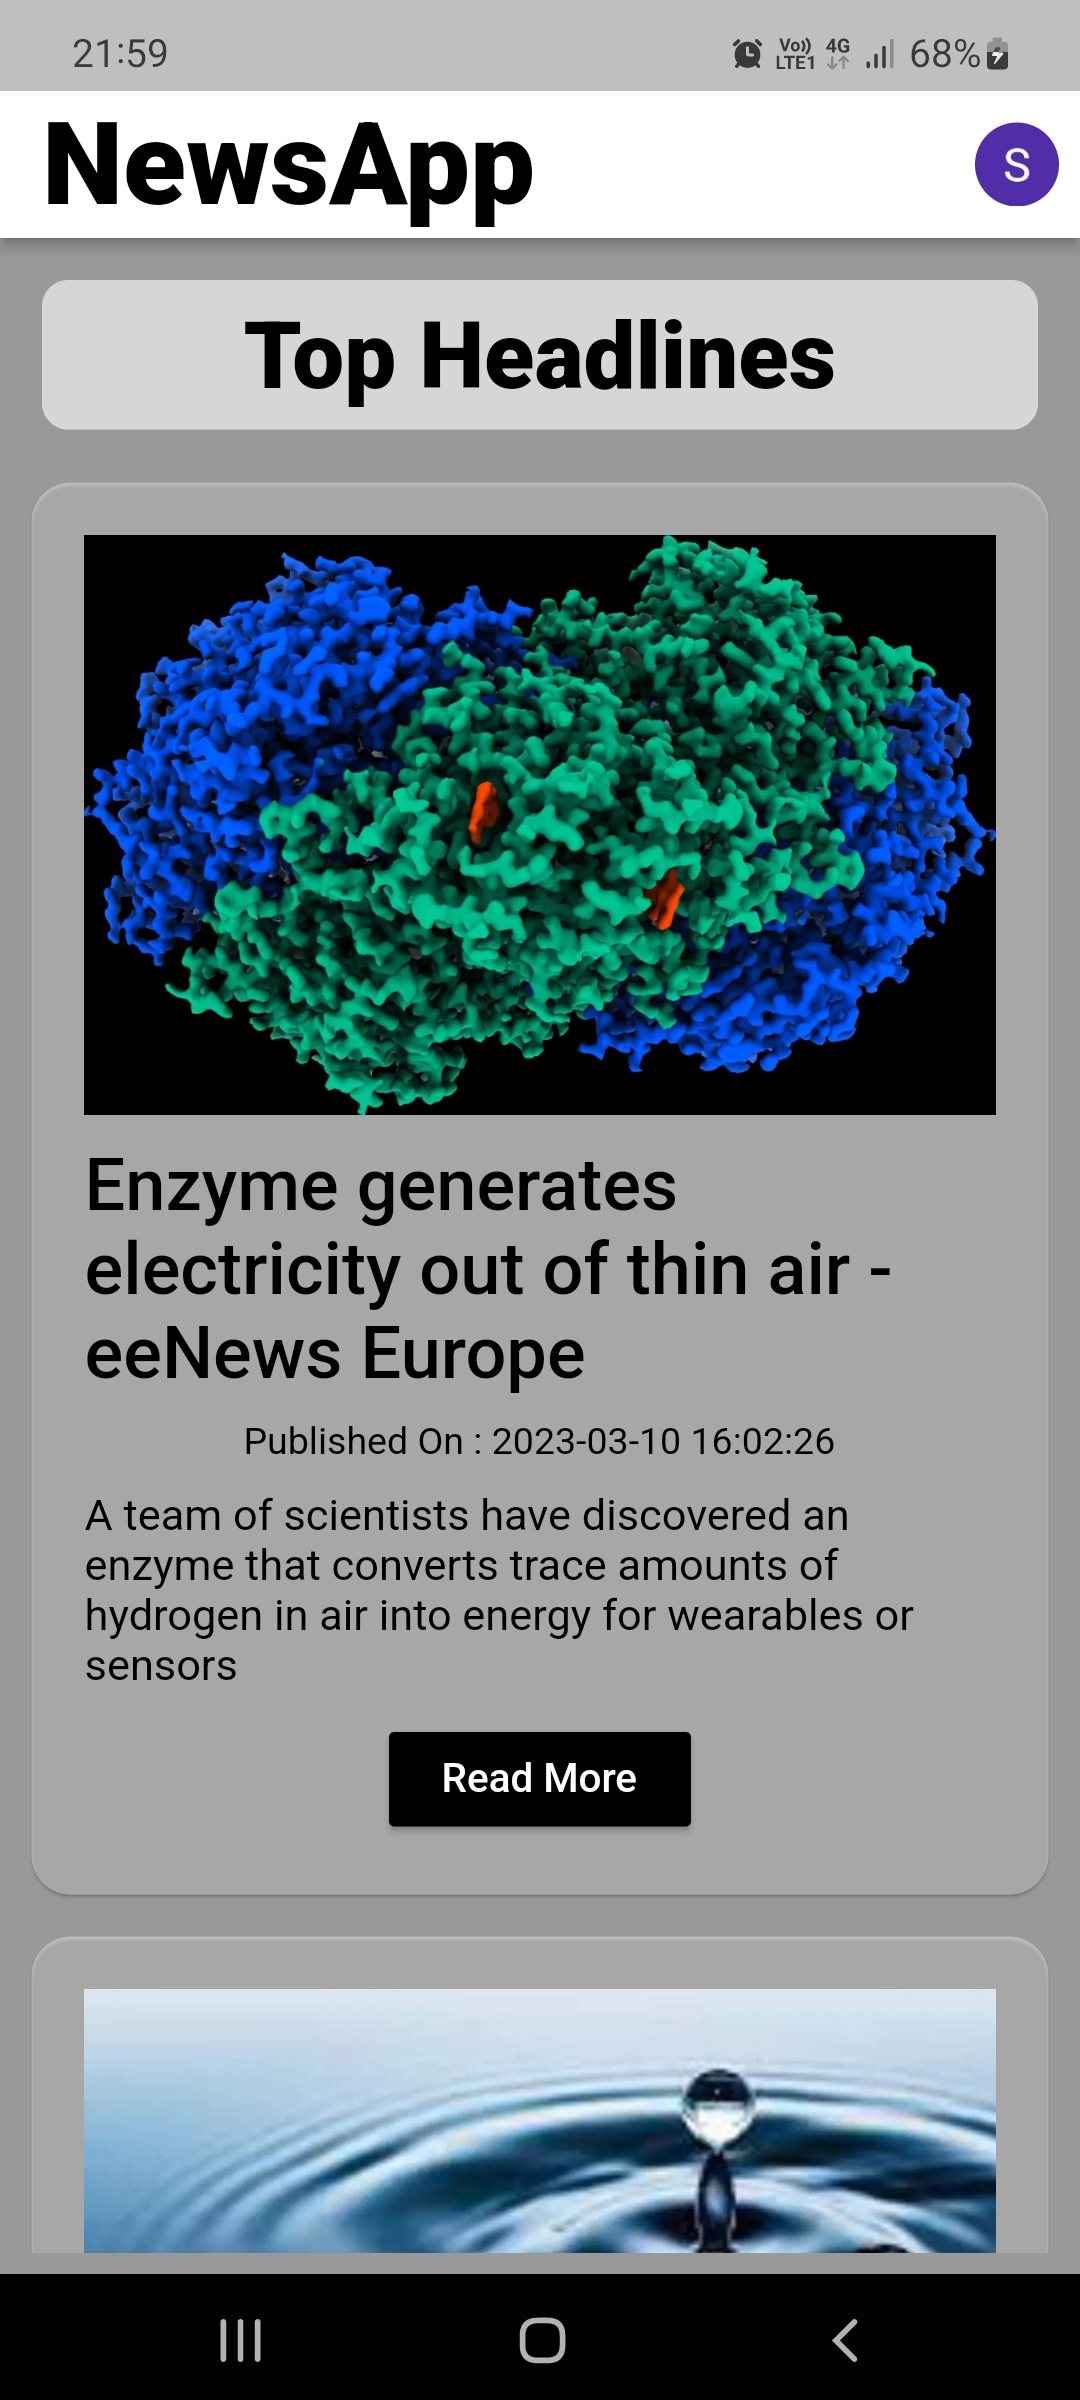 21:59
Vo)) LTE1 4G 68%
NewsApp
S
Top Headlines
Enzyme generates
electricity out of thin air -
eeNews Europe
Published On : 2023-03-10 16:02:26
A team of scientists have discovered an
enzyme that converts trace amounts of
hydrogen in air into energy for wearables or
sensors
Read More